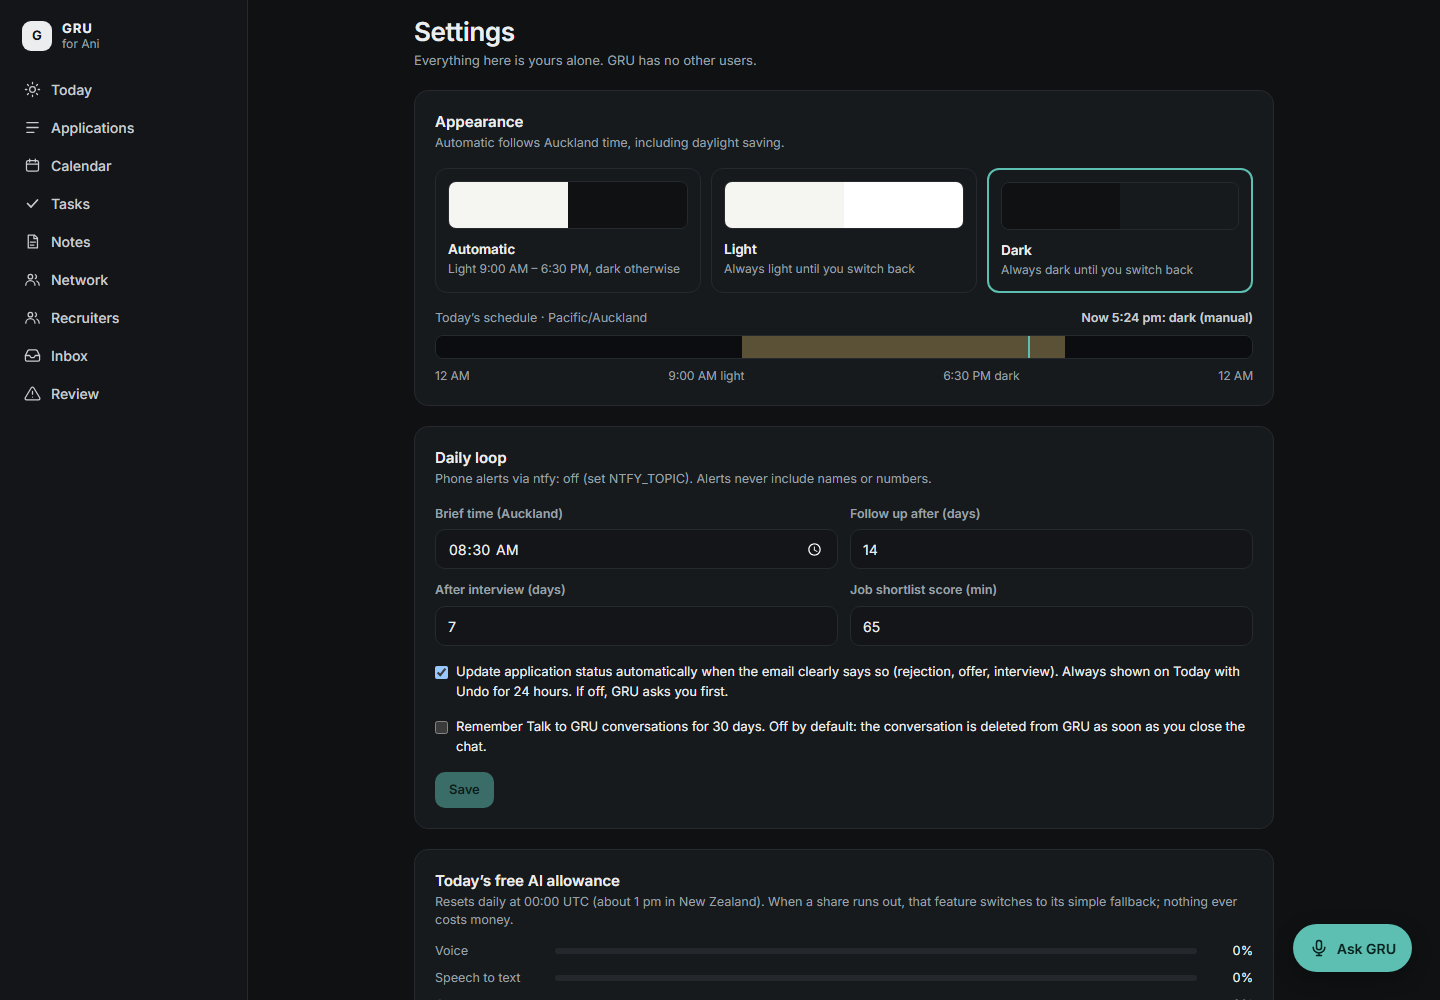 G
GRU
for Ani
Today
Applications
Calendar
Tasks
Notes
Network
Recruiters
Inbox
Review
Settings
Everything here is yours alone. GRU has no other users.
Appearance
Automatic follows Auckland time, including daylight saving.
Automatic
Light 9:00 AM – 6:30 PM, dark otherwise
Light
Always light until you switch back
Dark
Always dark until you switch back
Today’s schedule · Pacific/Auckland
Now 5:24 pm: dark (manual)
12 AM
9:00 AM light
6:30 PM dark
12 AM
Daily loop
Phone alerts via ntfy: off (set NTFY_TOPIC). Alerts never include names or numbers.
Brief time (Auckland)
Follow up after (days)
08:30 AM
14
After interview (days)
Job shortlist score (min)
7
65
Update application status automatically when the email clearly says so (rejection, offer, interview). Always shown on Today with
Undo for 24 hours. If off, GRU asks you first.
Remember Talk to GRU conversations for 30 days. Off by default: the conversation is deleted from GRU as soon as you close the
chat.
Save
Today’s free AI allowance
Resets daily at 00:00 UTC (about 1 pm in New Zealand). When a share runs out, that feature switches to its simple fallback; nothing ever
costs money.
Voice
0%
Speech to text
0%
Ask GRU